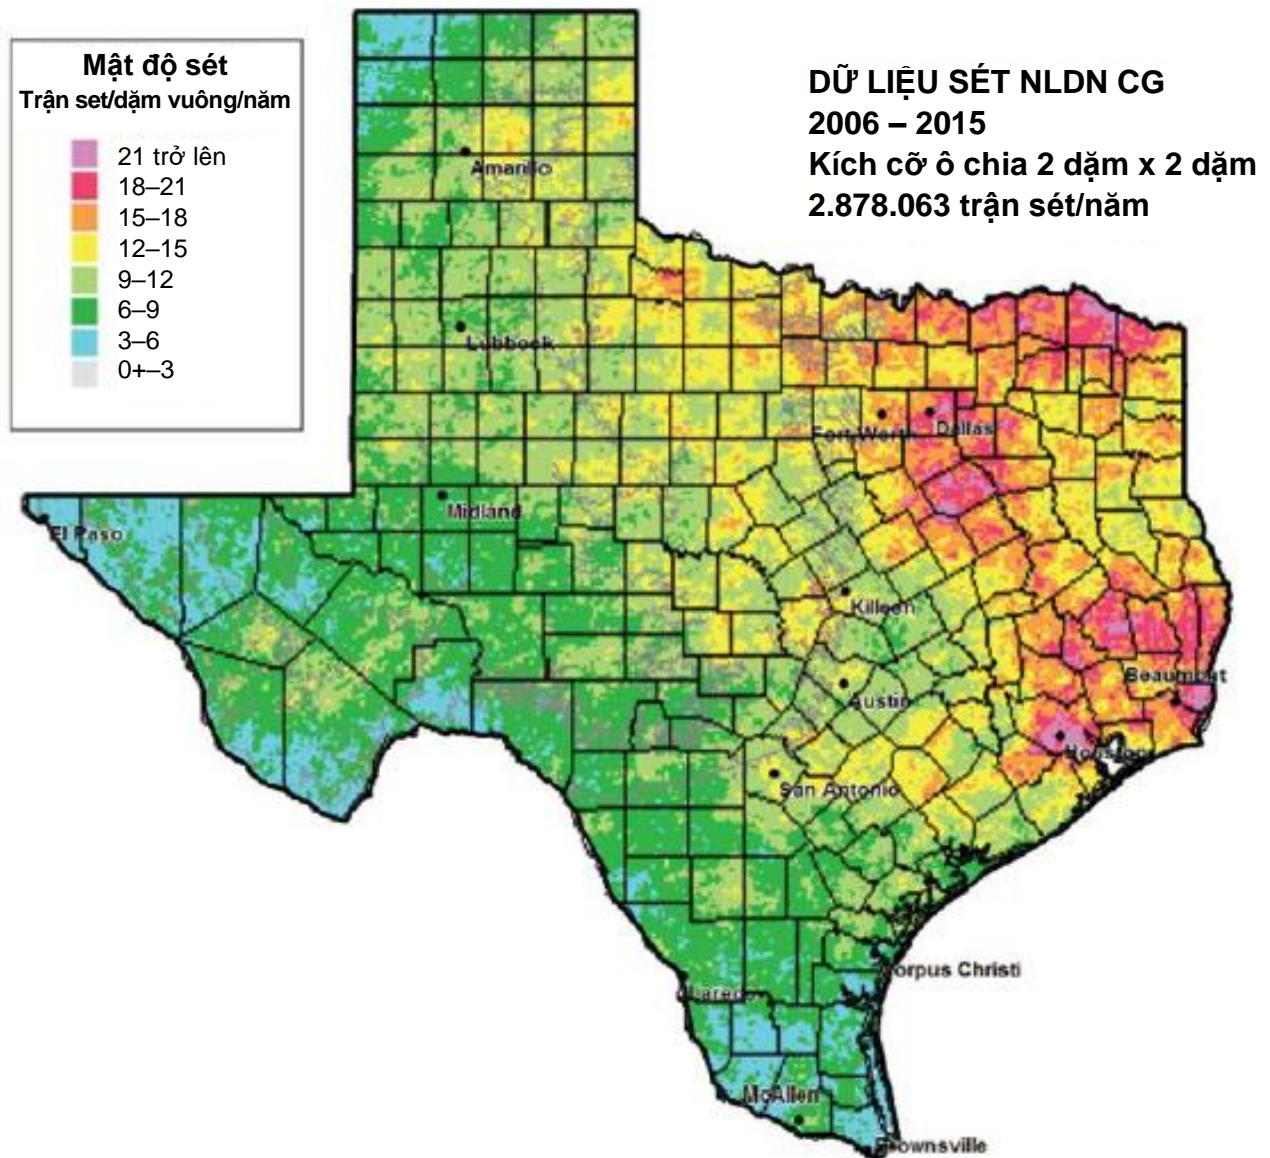 Mật độ sét
Trận set/dặm vuông/năm
21 trở lên
18–21
15–18
12–15
9–12
6–9
3–6
0+–3
DỮ LIỆU SÉT NLDN CG
2006 – 2015
Kích cỡ ô chia 2 dặm x 2 dặm
2.878.063 trận sét/năm
Amarillo
Lubbock
Fort Worth
Dallas
Midland
El Paso
Killeen
Beaumont
Austin
Houston
San Antonio
Corpus Christi
Laredo
McAllen
Brownsville